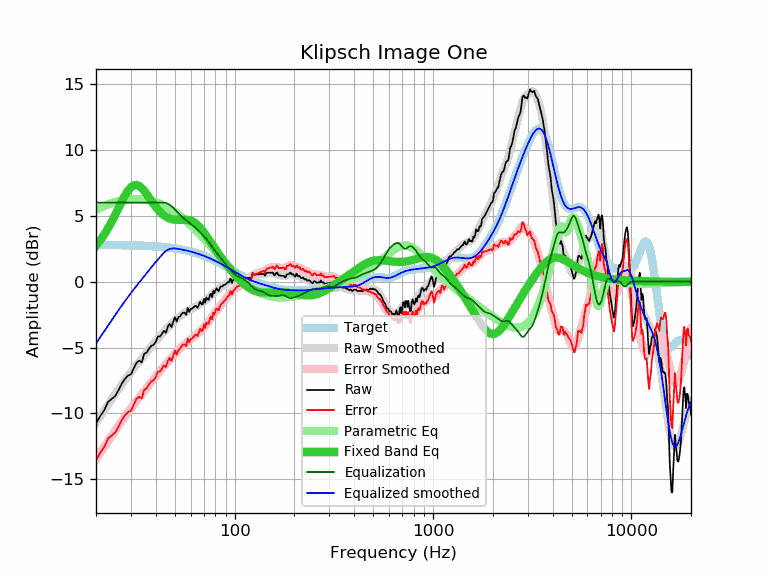 Klipsch Image One
15
10
5
0
−5
−10
−15
Amplitude (dBr)
Target
Raw Smoothed
Error Smoothed
Raw
Error
Parametric Eq
Fixed Band Eq
Equalization
Equalized smoothed
100
1000
10000
Frequency (Hz)